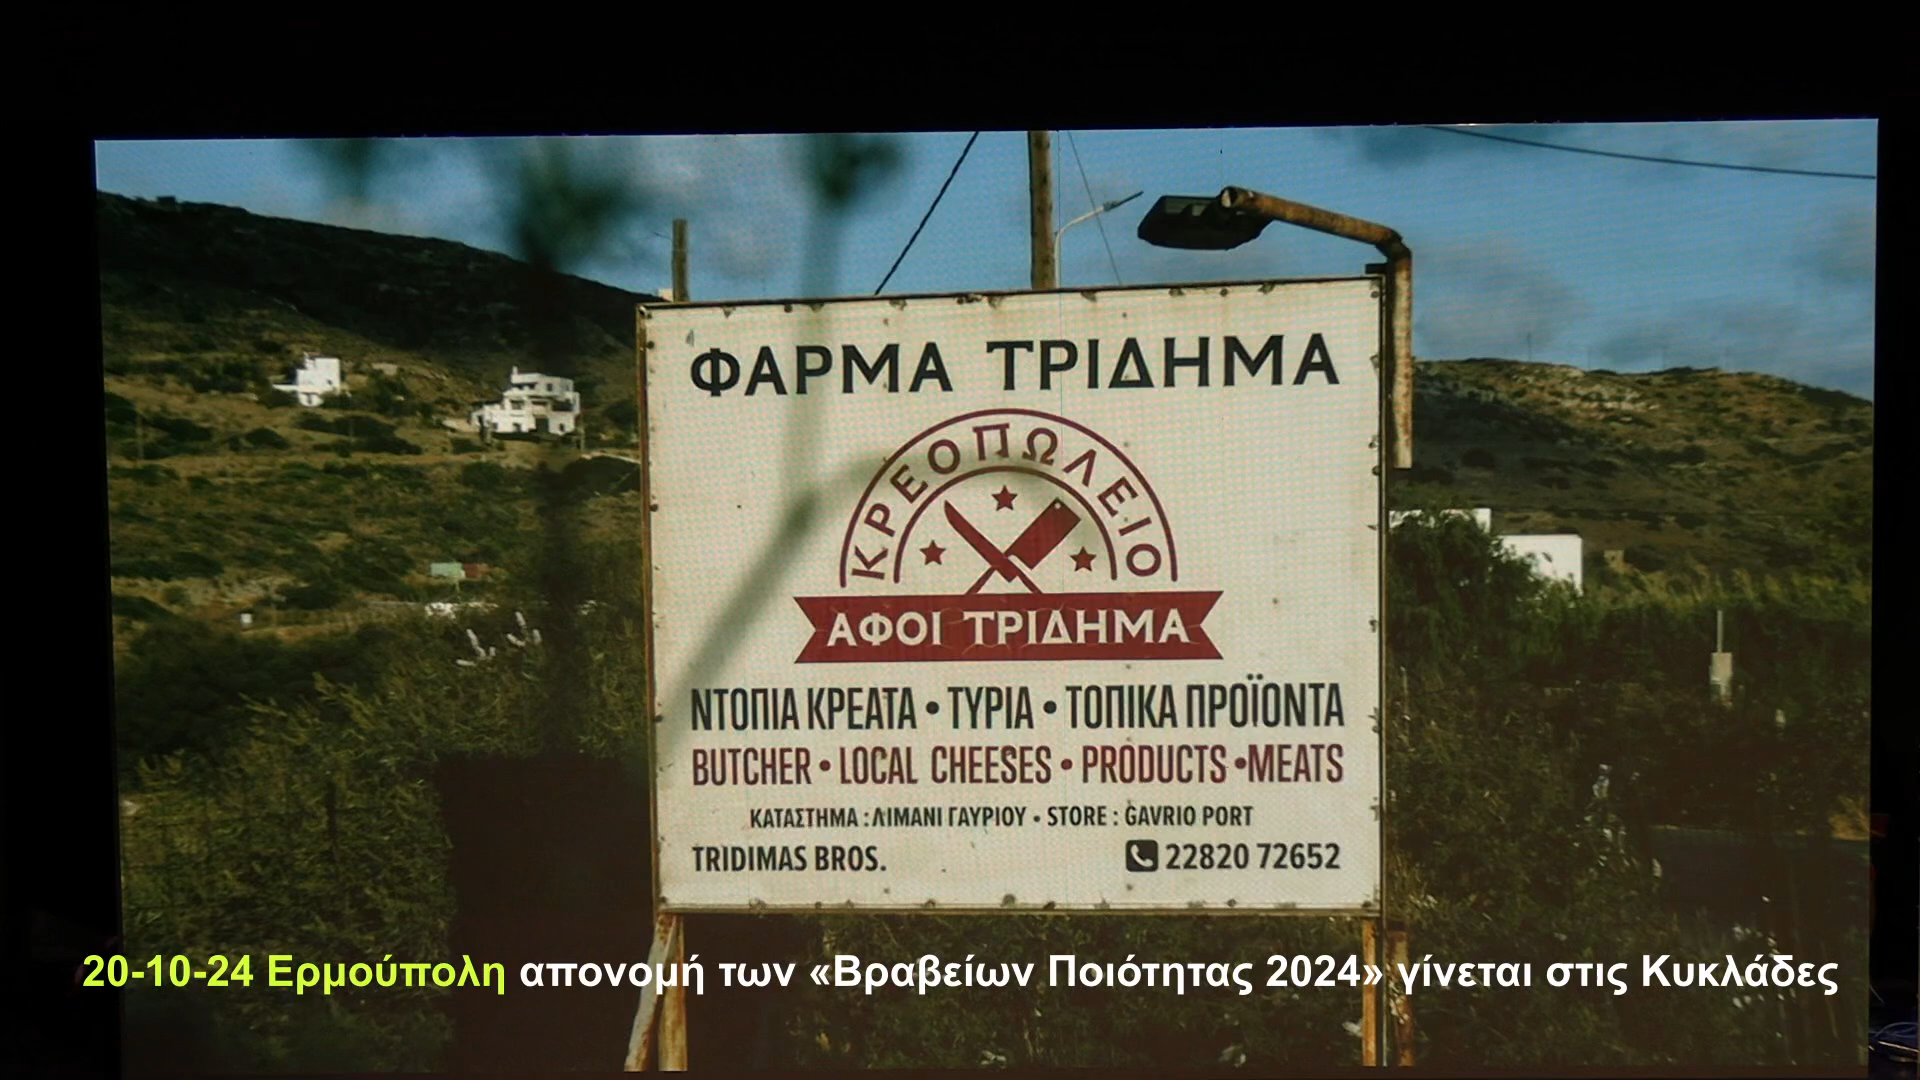 ΦΑΡΜΑ ΤΡΙΔΗΜΑ
ΚΡΕΟΠΩΛΕΙΟ
ΑΦΟΙ ΤΡΙΔΗΜΑ
ΝΤΟΠΙΑ ΚΡΕΑΤΑ • ΤΥΡΙΑ • ΤΟΠΙΚΑ ΠΡΟΪΟΝΤΑ
BUTCHER • LOCAL CHEESES • PRODUCTS • MEATS
ΚΑΤΑΣΤΗΜΑ : ΛΙΜΑΝΙ ΓΑΥΡΙΟΥ • STORE : GAVRIO PORT
TRIDIMAS BROS. 22820 72652
20-10-24 Ερμούπολη απονομή των «Βραβείων Ποιότητας 2024» γίνεται στις Κυκλάδες